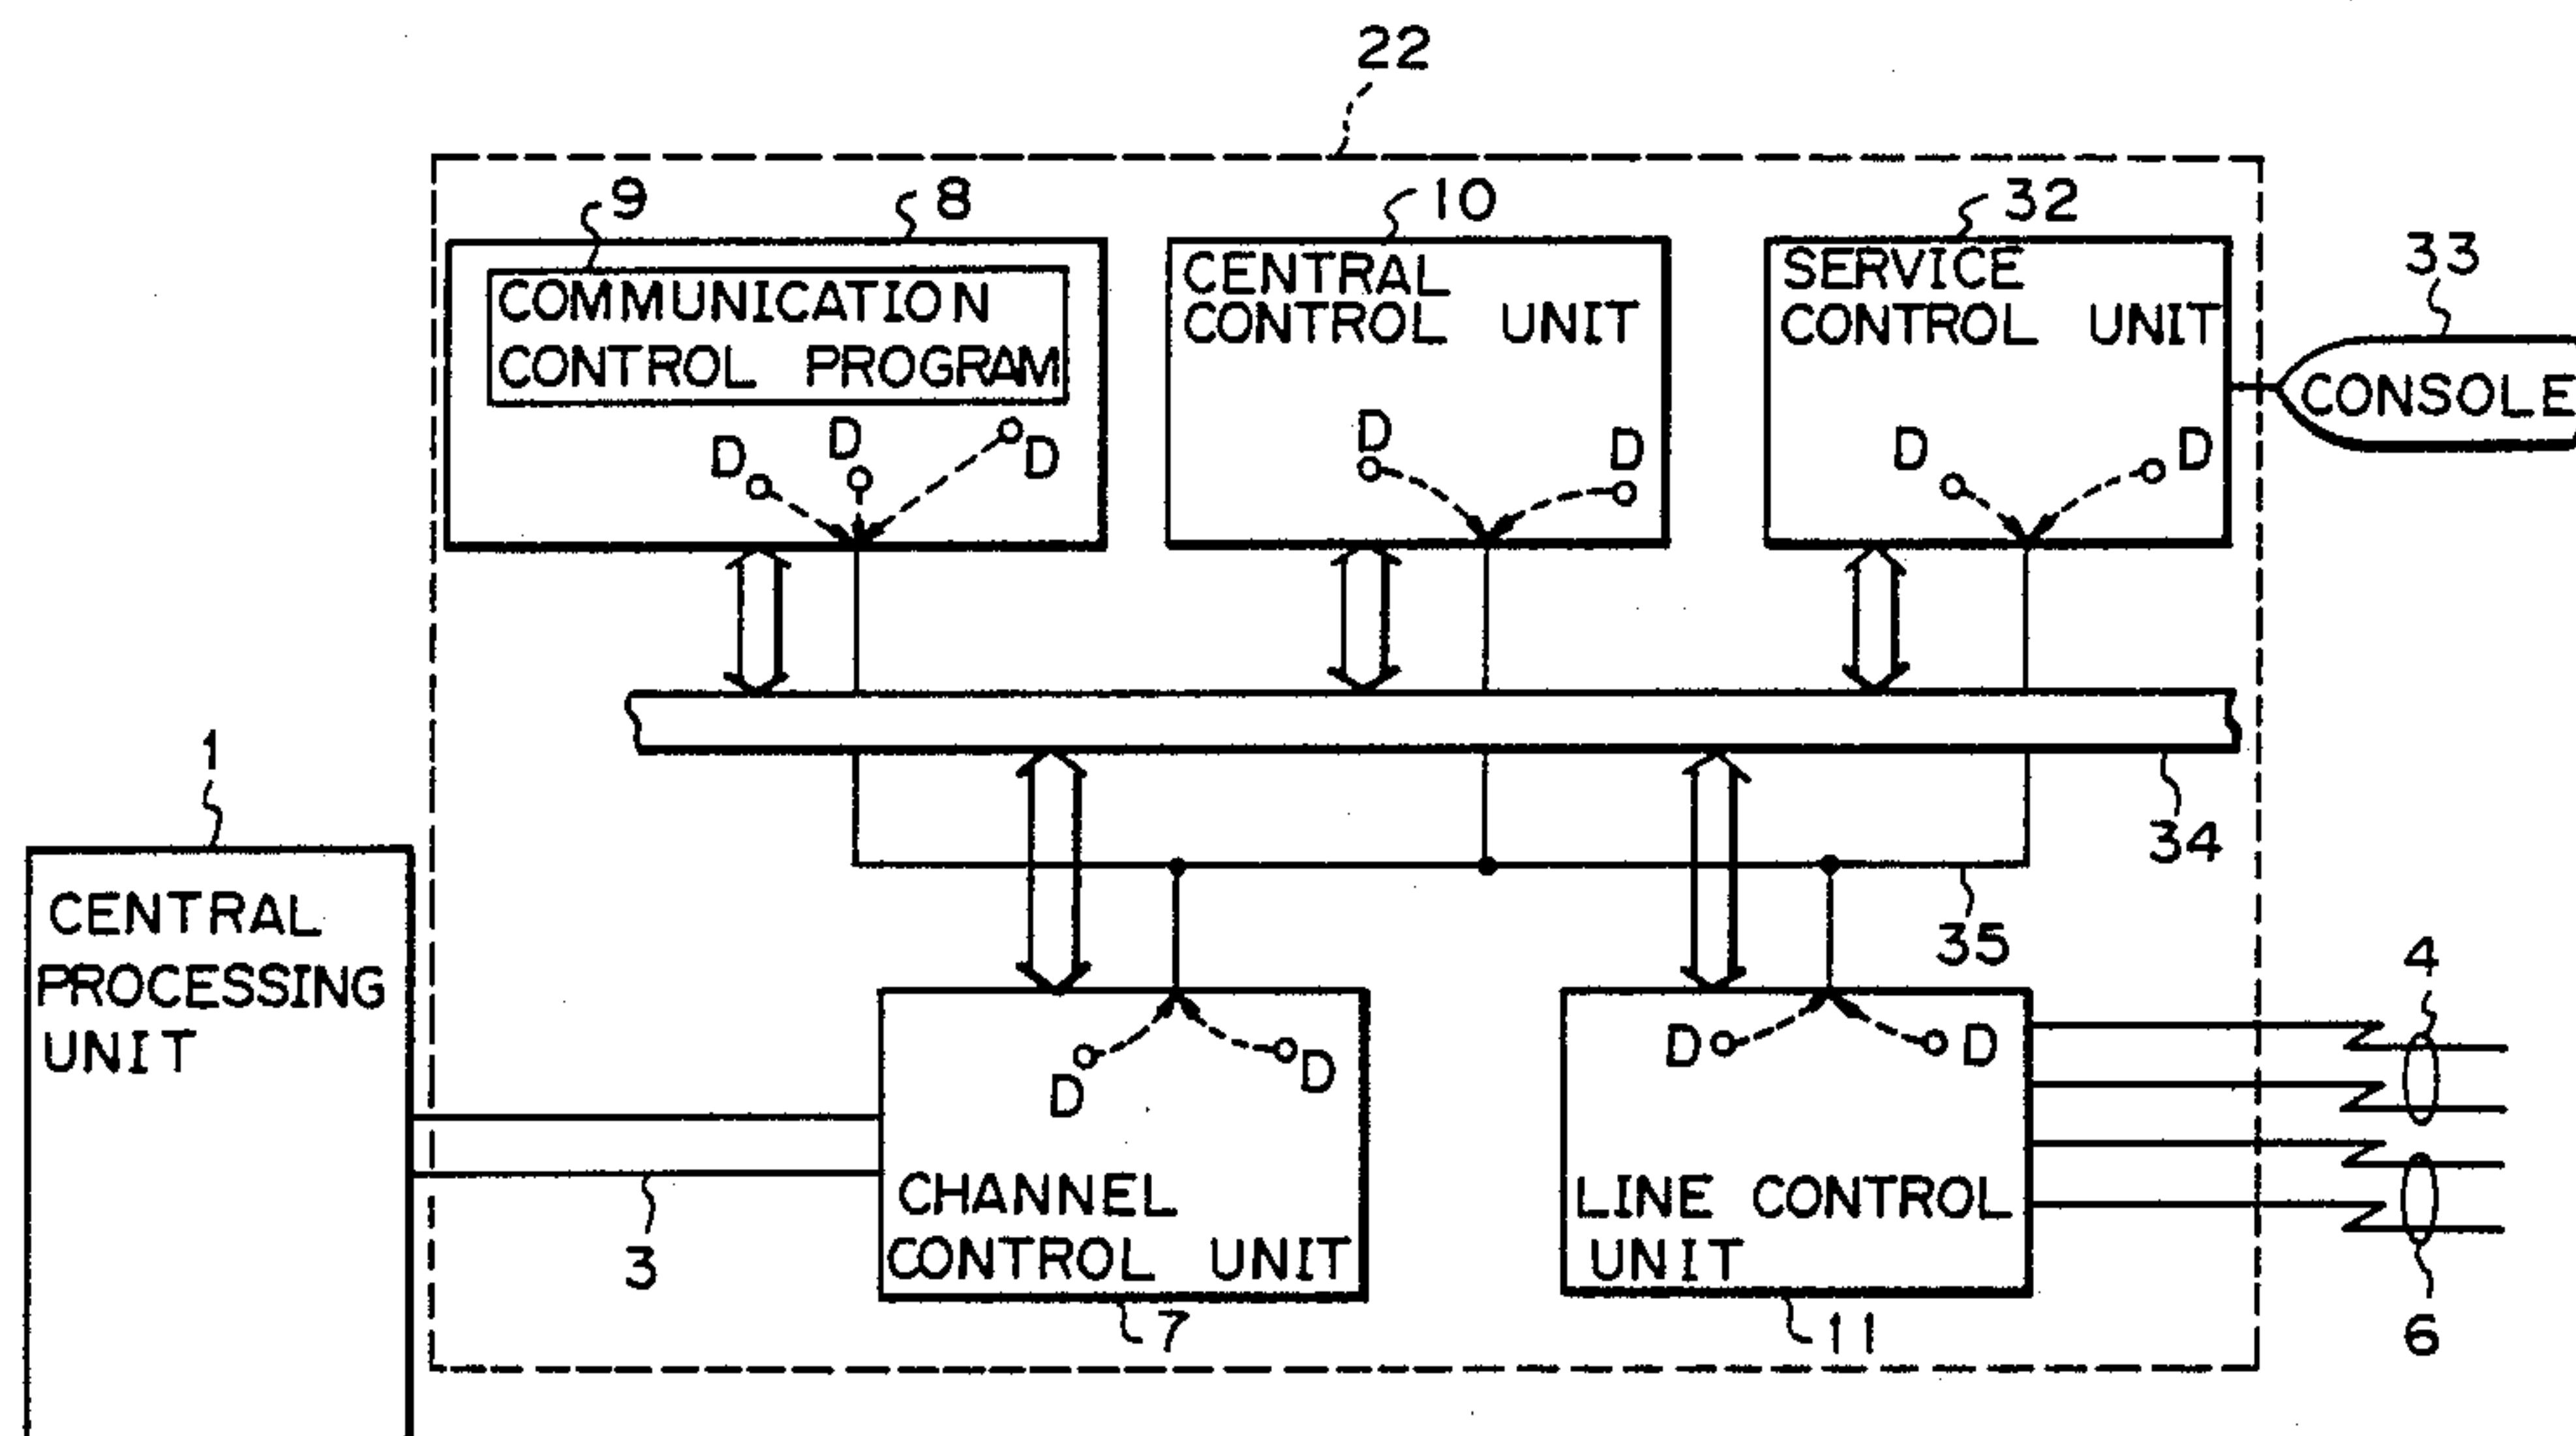 22
9
8
10
32
33
COMMUNICATION
CONTROL PROGRAM
CENTRAL
CONTROL UNIT
SERVICE
CONTROL UNIT
CONSOLE
D
D
D
D
D
D
D
1
34
35
CENTRAL
PROCESSING
UNIT
4
D
D
D
D
3
CHANNEL
CONTROL UNIT
LINE CONTROL
UNIT
7
11
6